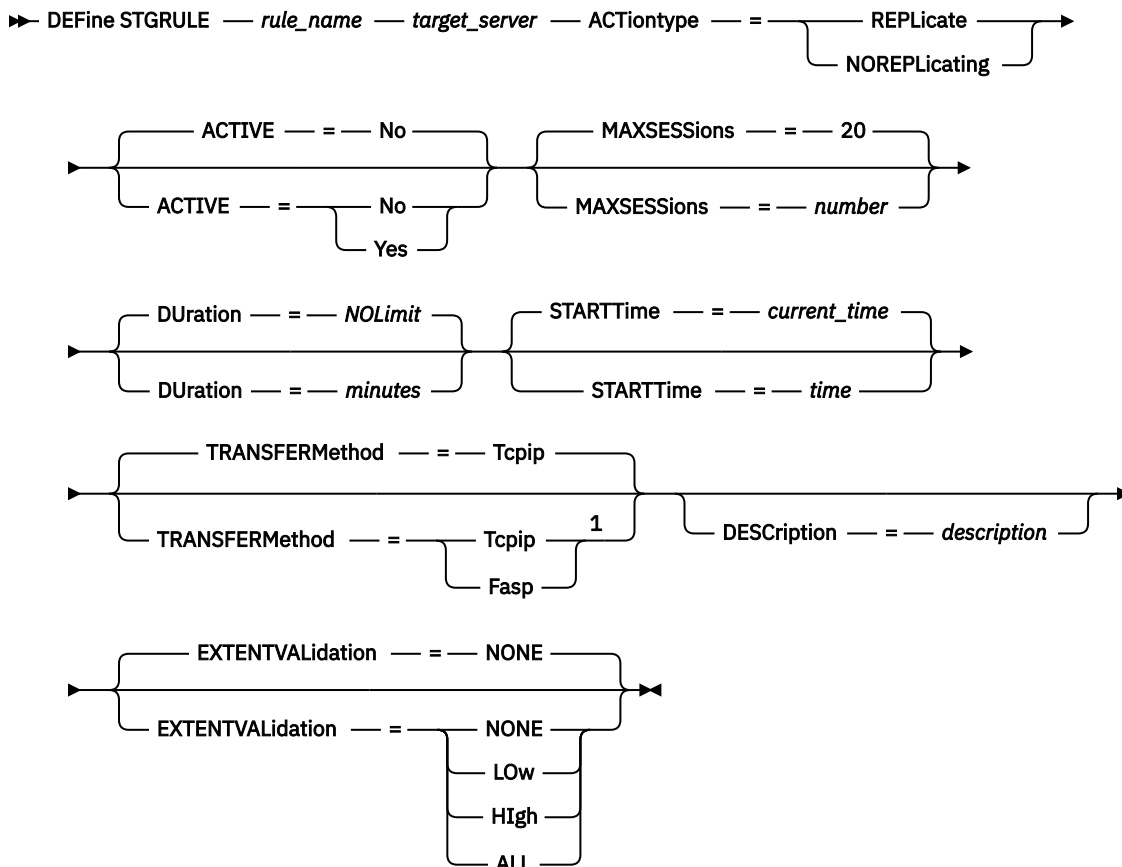 DEFine STGRULE rule_name target_server ACTiontype = REPLicate
NOREPLicating
ACTIVE = No MAXSESSions = 20
ACTIVE = No MAXSESSions = number
Yes
DUration = NOLimit STARTTime = current_time
DUration = minutes STARTTime = time
TRANSFERMethod = Tcpip
TRANSFERMethod = Tcpip 1 DESCription = description
Fasp
EXTENTVALidation = NONE
EXTENTVALidation = NONE
LOw
HIgh
ALL